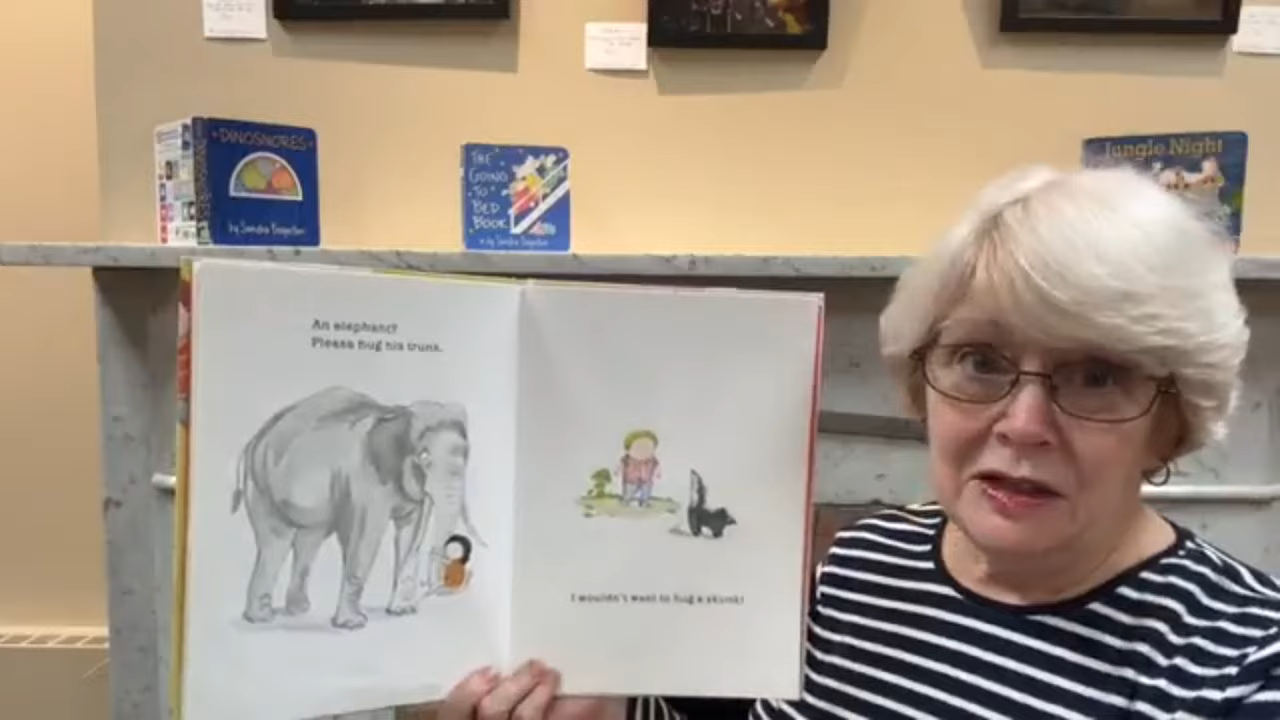 DINOSNORES
by Sandra Boynton
THE
GOING
TO
BED
BOOK
by Sandra Boynton
Jungle Night
An elephant?
Please hug his trunk.
I wouldn't want to hug a skunk!